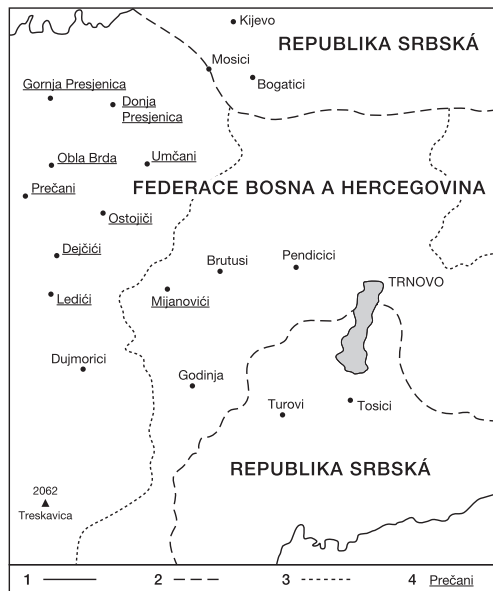 Kijevo
REPUBLIKA SRBSKÁ
Mosici
Bogatici
Gornja Presjenica
Donja
Presjenica
Obla Brda
Umčani
FEDERACE BOSNA A HERCEGOVINA
Prečani
Ostojiči
Dejčići
Brutusi
Pendicici
TRNOVO
Ledići
Mijanovići
Dujmorici
Godinja
Turovi
Tosici
REPUBLIKA SRBSKÁ
2062
Treskavica
1 2 3 4 Prečani